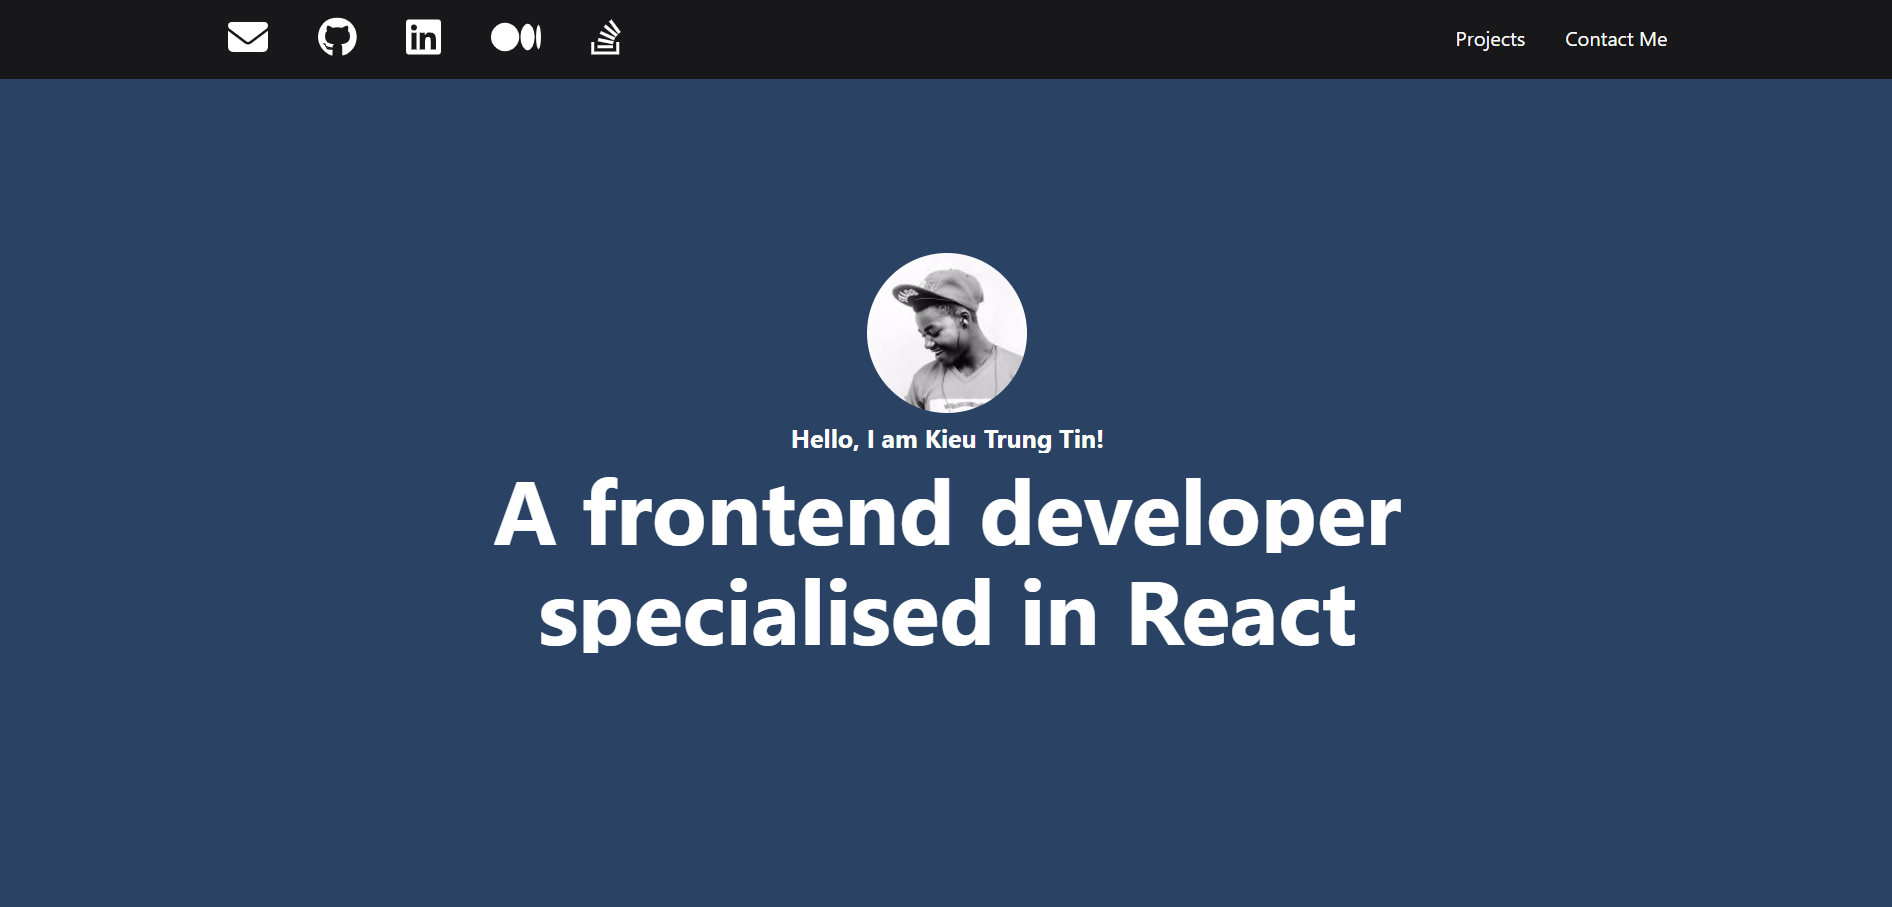 Projects
Contact Me
Hello, I am Kieu Trung Tin!
A frontend developer
specialised in React